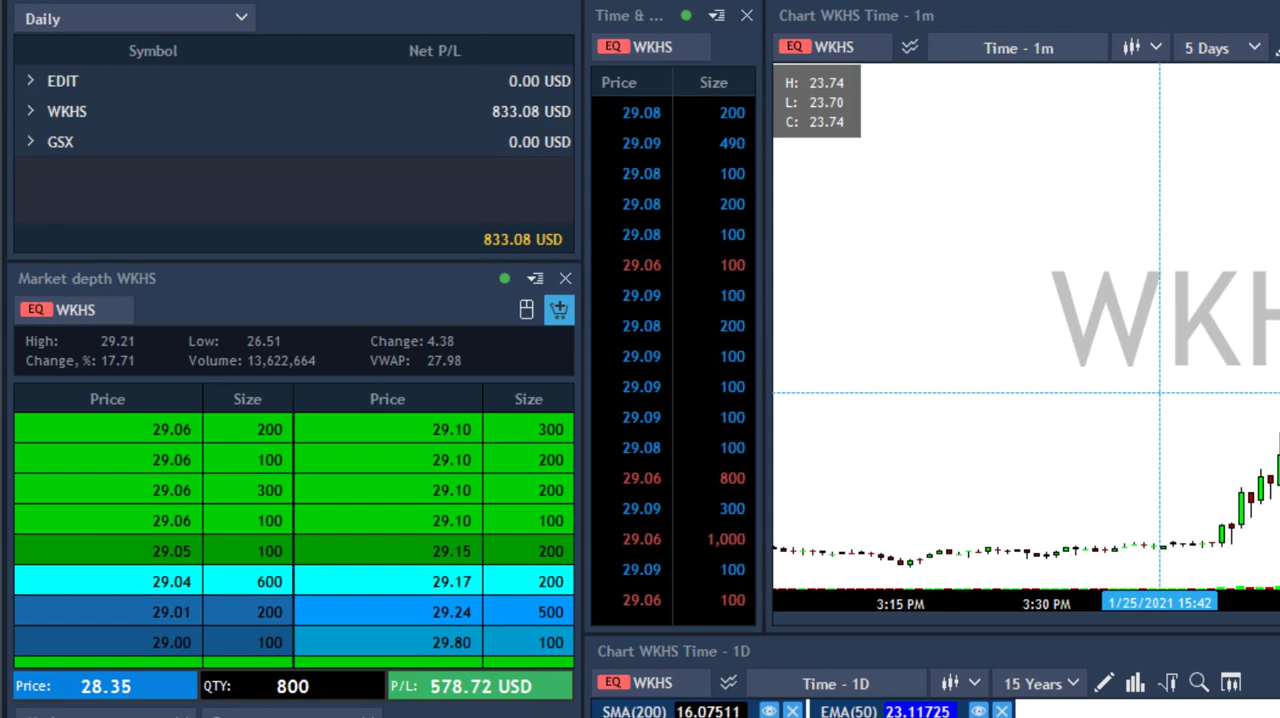 Daily
Symbol Net P/L
EDIT 0.00 USD
WKHS 833.08 USD
GSX 0.00 USD
833.08 USD
Market depth WKHS
EQ WKHS
High: 29.21 Low: 26.51 Change: 4.38
Change, %: 17.71 Volume: 13,622,664 VWAP: 27.98
Price Size Price Size
29.06 200 29.10 300
29.06 100 29.10 200
29.06 300 29.10 200
29.06 100 29.10 100
29.05 100 29.15 200
29.04 600 29.17 200
29.01 200 29.24 500
29.00 100 29.80 100
Price: 28.35 QTY: 800 P/L: 578.72 USD
Time & ...
EQ WKHS
Price Size
29.08 200
29.09 490
29.08 100
29.08 200
29.08 100
29.06 100
29.09 100
29.08 200
29.09 100
29.09 100
29.09 100
29.08 100
29.06 800
29.09 300
29.06 1,000
29.09 100
29.06 100
Chart WKHS Time - 1m
EQ WKHS Time - 1m 5 Days
H: 23.74
L: 23.70
C: 23.74
3:15 PM 3:30 PM 1/25/2021 15:42
Chart WKHS Time - 1D
EQ WKHS Time - 1D 15 Years
SMA(200) 16.07511 EMA(50) 23.11725